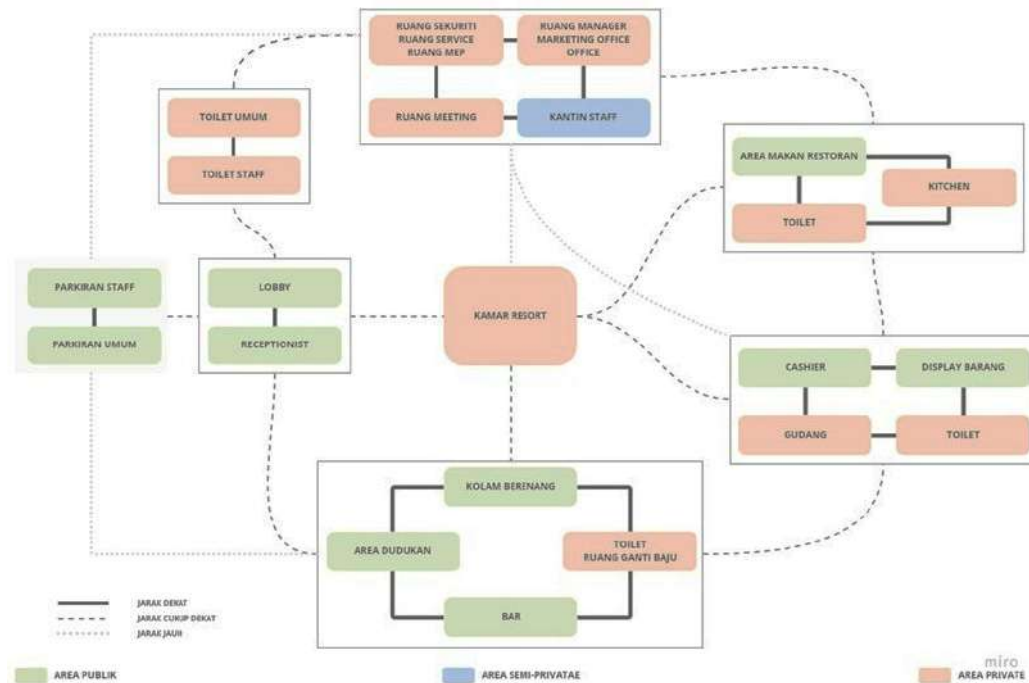 RUANG SEKURITI
RUANG SERVICE
RUANG MEP
RUANG MANAGER
MARKETING OFFICE
OFFICE
RUANG MEETING
KANTIN STAFF
TOILET UMUM
TOILET STAFF
AREA MAKAN RESTORAN
KITCHEN
TOILET
PARKIRAN STAFF
PARKIRAN UMUM
LOBBY
RECEPTIONIST
KAMAR RESORT
CASHIER
DISPLAY BARANG
GUDANG
TOILET
KOLAM BERENANG
AREA DUDUKAN
TOILET
RUANG GANTI BAJU
BAR
JARAK DEKAT
JARAK CUKUP DEKAT
JARAK JAUH
miro
AREA PUBLIK
AREA SEMI-PRIVATAE
AREA PRIVATE